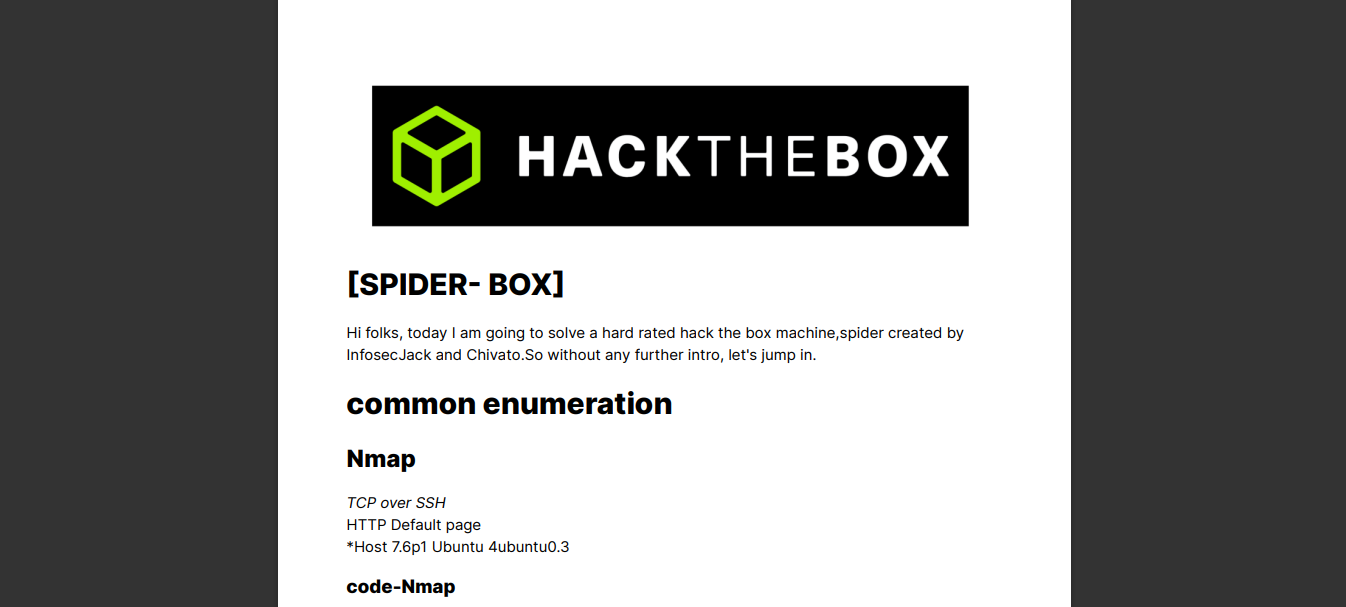 HACKTHEBOX
[SPIDER- BOX]
Hi folks, today I am going to solve a hard rated hack the box machine,spider created by
InfosecJack and Chivato.So without any further intro, let's jump in.
common enumeration
Nmap
TCP over SSH
HTTP Default page
*Host 7.6p1 Ubuntu 4ubuntu0.3
code-Nmap